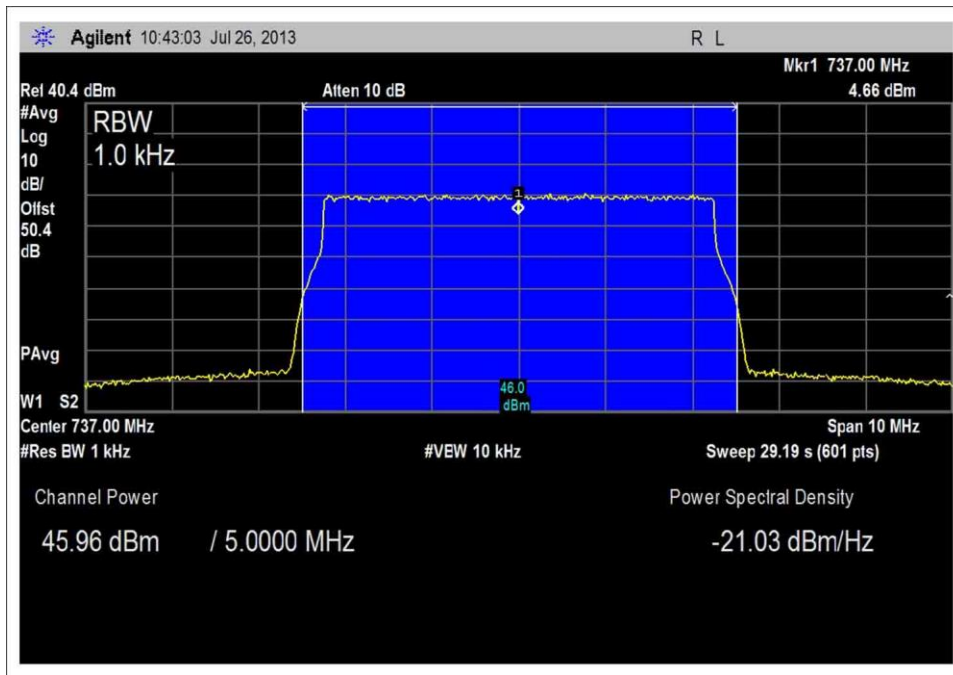 Agilent 10:43:03 Jul 26, 2013 R L
Mkr1 737.00 MHz
Ref 40.4 dBm Atten 10 dB 4.66 dBm
#Avg
Log
10
dB/
Offst
50.4
dB
RBW
1.0 kHz
1
PAvg
46.0
dBm
W1 S2
Center 737.00 MHz Span 10 MHz
#Res BW 1 kHz #VBW 10 kHz Sweep 29.19 s (601 pts)
Channel Power Power Spectral Density
45.96 dBm / 5.0000 MHz -21.03 dBm/Hz